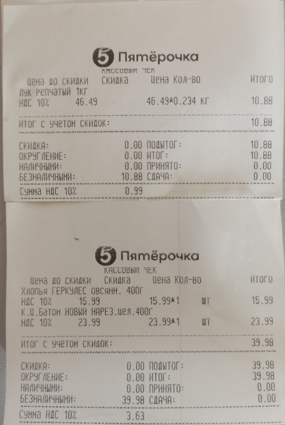 5 Пятёрочка
КАССОВЫЙ ЧЕК
Цена до скидки Скидка Цена Кол-во Итого
ЛУК РЕПЧАТЫЙ 1КГ
НДС 10% 46.49 46.49*0.234 кг 10.88
Итог с учетом скидок: 10.88
СКИДКА: 0.00 ПОДЫТОГ: 10.88
ОКРУГЛЕНИЕ: 0.00 ИТОГ: 10.88
НАЛИЧНЫМИ: 0.00 ПРИНЯТО: 0.00
БЕЗНАЛИЧНЫМИ: 10.88 СДАЧА: 0.00
Сумма НДС 10% 0.99
5 Пятёрочка
КАССОВЫЙ ЧЕК
Цена до скидки Скидка Цена Кол-во Итого
Хлопья ГЕРКУЛЕС овсянн. 400г
НДС 10% 15.99 15.99*1 шт 15.99
К.Ц.Батон НОВЫЙ НАРЕЗ.цел.400г
НДС 10% 23.99 23.99*1 шт 23.99
Итог с учетом скидок: 39.98
СКИДКА: 0.00 ПОДЫТОГ: 39.98
ОКРУГЛЕНИЕ: 0.00 ИТОГ: 39.98
НАЛИЧНЫМИ: 0.00 ПРИНЯТО: 0.00
БЕЗНАЛИЧНЫМИ: 39.98 СДАЧА: 0.00
Сумма НДС 10% 3.63